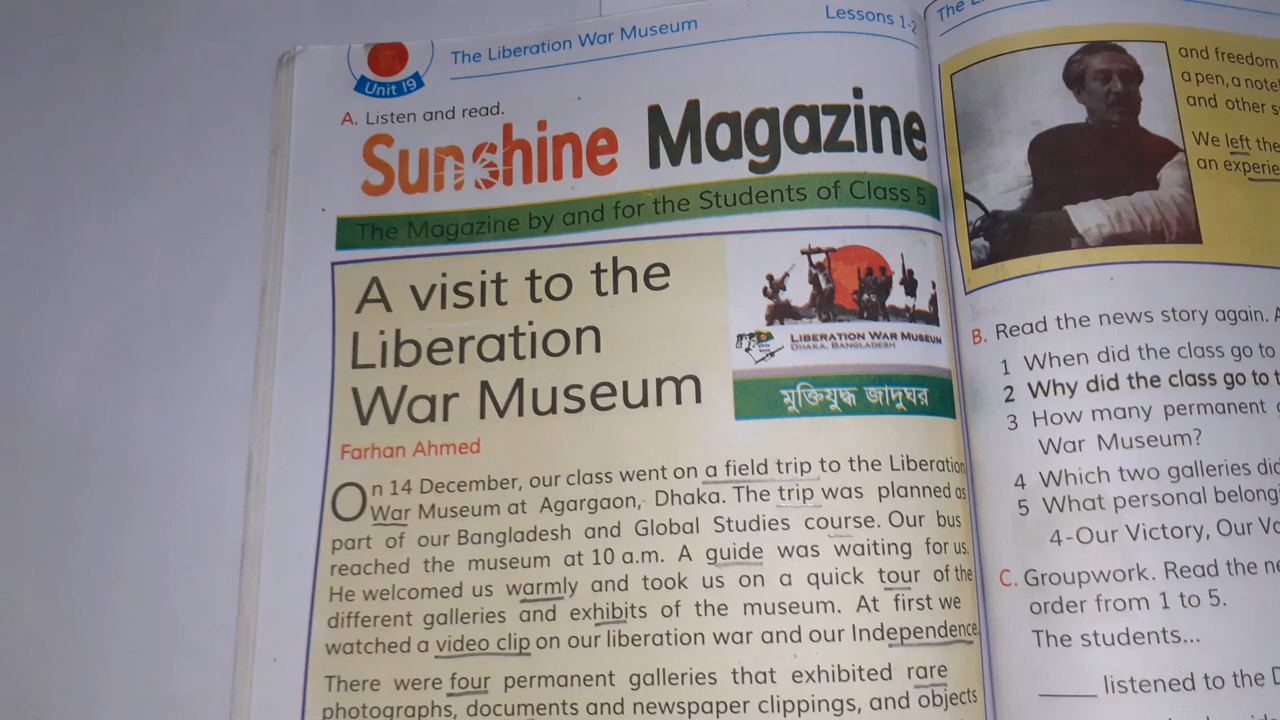 Unit 19
The Liberation War Museum
Lessons 1-2
A. Listen and read.
Sunshine Magazine
The Magazine by and for the Students of Class 5
A visit to the
Liberation
War Museum
LIBERATION WAR MUSEUM
DHAKA, BANGLADESH
মুক্তিযুদ্ধ জাদুঘর
Farhan Ahmed
On 14 December, our class went on a field trip to the Liberation
War Museum at Agargaon, Dhaka. The trip was planned as
part of our Bangladesh and Global Studies course. Our bus
reached the museum at 10 a.m. A guide was waiting for us.
He welcomed us warmly and took us on a quick tour of the
different galleries and exhibits of the museum. At first we
watched a video clip on our liberation war and our Independence.
There were four permanent galleries that exhibited rare
photographs, documents and newspaper clippings, and objects
The
and freedom
a pen, a note
and other
We left the
an
B. Read the news story again.
1 When did the class go to
2 Why did the class go to
3 How many permanent
War Museum?
4 Which two galleries did
5 What personal
4-Our Victory, Our
C. Groupwork. Read the
order from 1 to 5.
The students...
____ listened to the